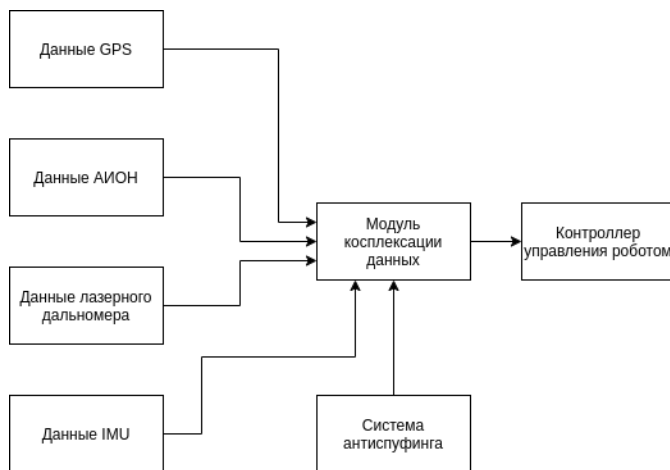 Данные GPS
Данные АИОН
Данные лазерного
дальномера
Данные IMU
Модуль
косплексации
данных
Система
антиспуфинга
Контроллер
управления роботом